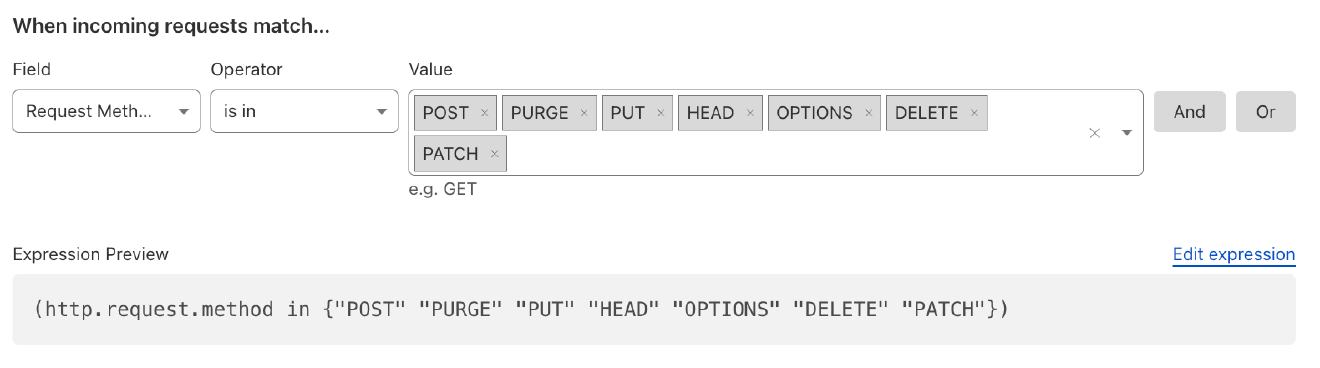 When incoming requests match...
Field
Operator
Value
Request Meth...
is in
POST × PURGE × PUT × HEAD × OPTIONS × DELETE ×
PATCH ×
And
Or
e.g. GET
Expression Preview
Edit expression
(http.request.method in {"POST" "PURGE" "PUT" "HEAD" "OPTIONS" "DELETE" "PATCH"})